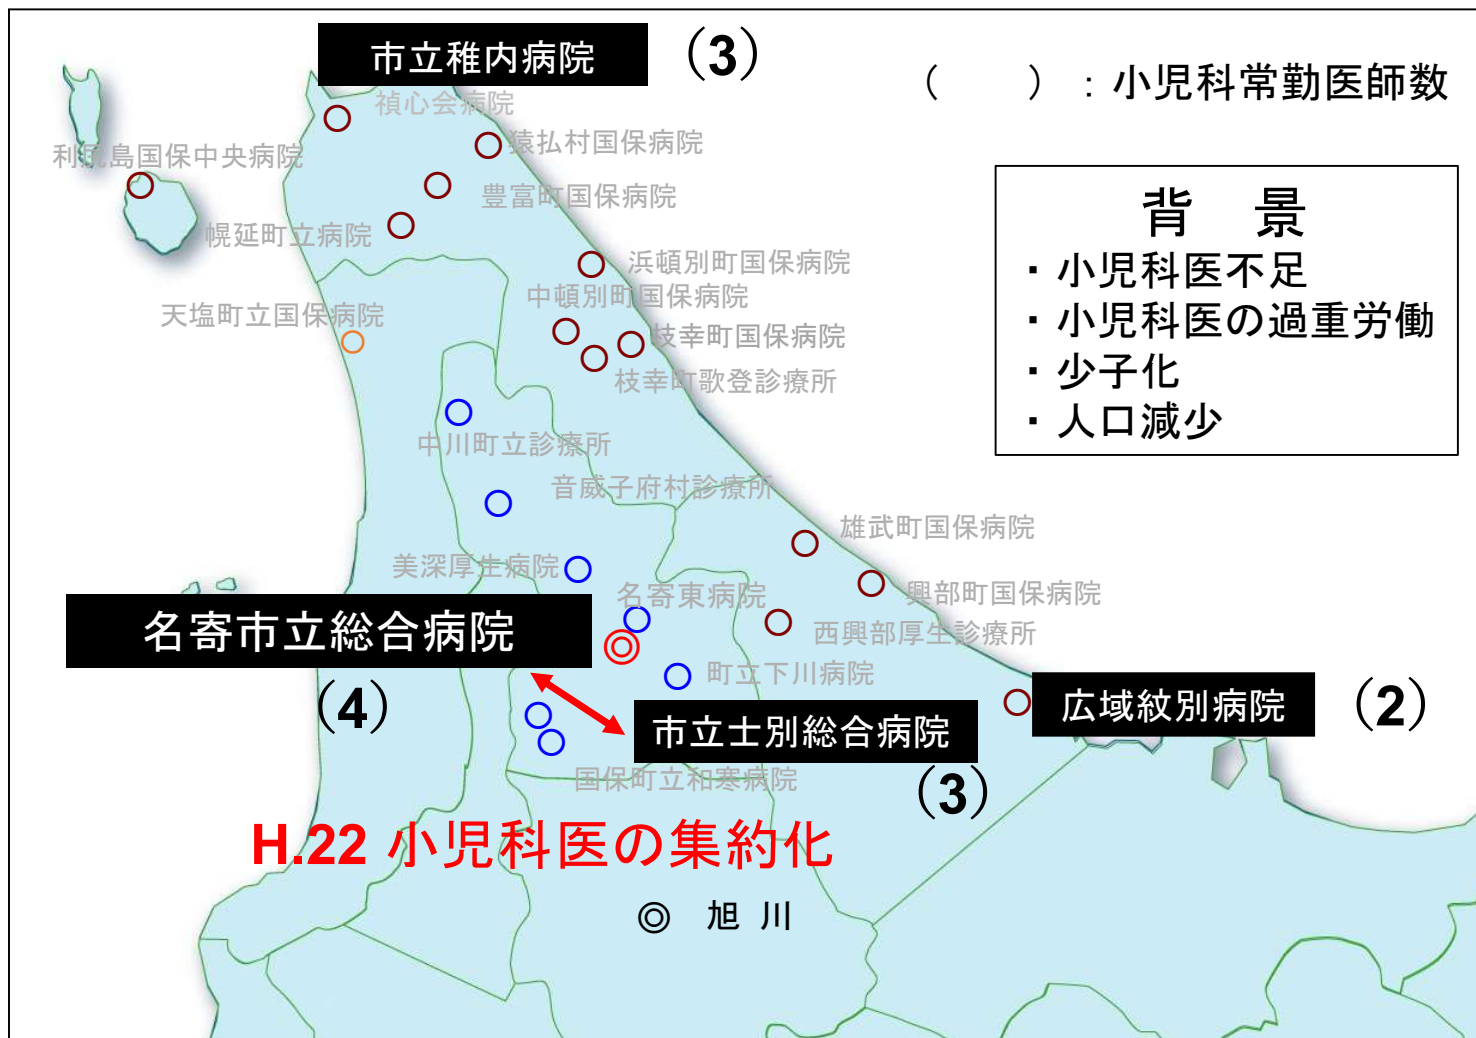 市立稚内病院
（3）
（　　）：小児科常勤医師数
禎心会病院
猿払村国保病院
利尻島国保中央病院
豊富町国保病院
幌延町立病院
背　景
・小児科医不足
・小児科医の過重労働
・少子化
・人口減少
浜頓別町国保病院
中頓別町国保病院
天塩町立国保病院
枝幸町国保病院
枝幸町歌登診療所
中川町立診療所
音威子府村診療所
雄武町国保病院
美深厚生病院
名寄東病院
興部町国保病院
西興部厚生診療所
名寄市立総合病院
（4）
町立下川病院
広域紋別病院
（2）
市立士別総合病院
（3）
国保町立和寒病院
H.22 小児科医の集約化
◎　旭 川